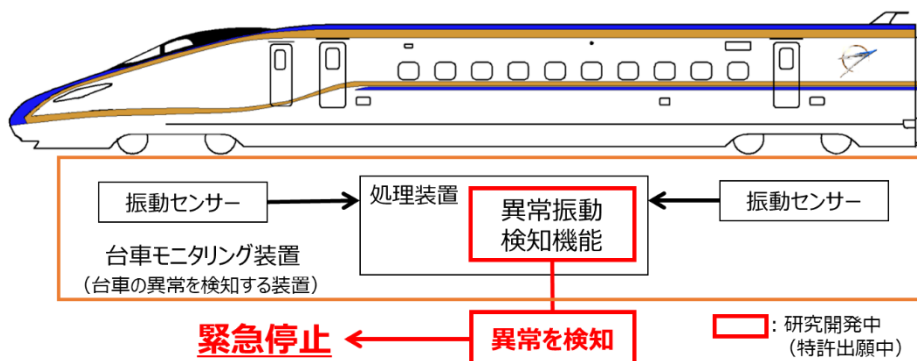 振動センサー
処理装置
異常振動
検知機能
振動センサー
台車モニタリング装置
（台車の異常を検知する装置）
緊急停止
異常を検知
：研究開発中
（特許出願中）